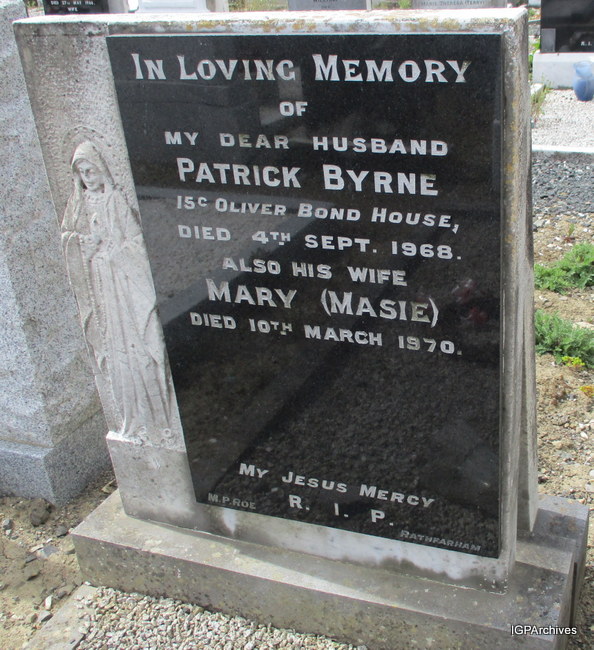 In Loving Memory
OF
MY DEAR HUSBAND
PATRICK BYRNE
15C OLIVER BOND HOUSE,
DIED 4TH SEPT. 1968.
ALSO HIS WIFE
MARY (MASIE)
DIED 10TH MARCH 1970.
MY JESUS MERCY
R. I. P.
M.P. ROE
RATHFARHAM
IGPArchives